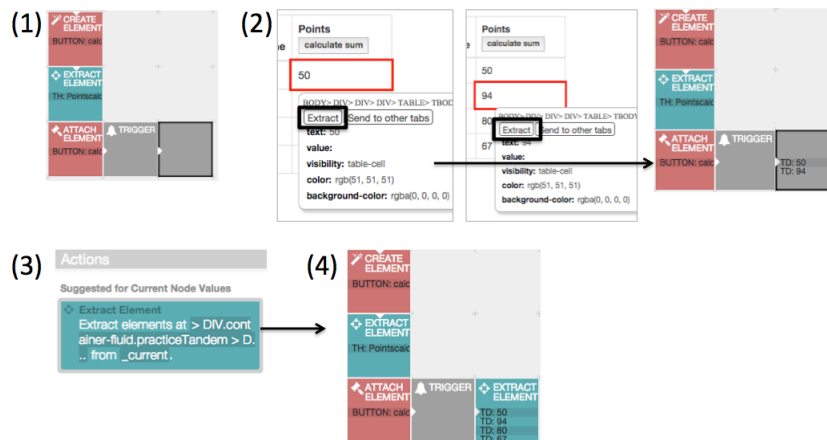 (1)
CREATE
ELEMENT
BUTTON: calc
EXTRACT
ELEMENT
TH: Pointscalc
ATTACH
ELEMENT
TRIGGER
BUTTON: calc
(2)
Points
calculate sum
50
BODY> DIV> DIV> DIV> TABLE> TBOD
Extract
Send to other tabs
text: 50
value:
visibility: table-cell
color: rgb(51, 51, 51)
background-color: rgba(0, 0, 0, 0)
Points
calculate sum
50
94
80
67
BODY> DIV> DIV> DIV> TABLE> TBODY
Extract
Send to other tabs
text: 94
value:
visibility: table-cell
color: rgb(51, 51, 51)
background-color: rgba(0, 0, 0, 0)
CREATE
ELEMENT
BUTTON: calc
EXTRACT
ELEMENT
TH: Pointscalc
ATTACH
ELEMENT
TRIGGER
BUTTON: calc
TD: 50
TD: 94
(3)
Actions
Suggested for Current Node Values
Extract Element
Extract elements at > DIV.cont
ainer-fluid.practiceTandem > D.
.. from _current.
(4)
CREATE
ELEMENT
BUTTON: calc
EXTRACT
ELEMENT
TH: Pointscalc
ATTACH
ELEMENT
TRIGGER
EXTRACT
ELEMENT
BUTTON: calc
TD: 50
TD: 94
TD: 80
TD: 67